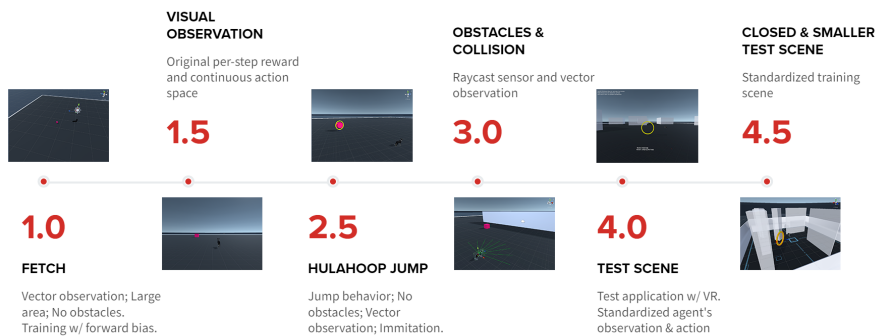 VISUAL
OBSERVATION
Original per-step reward
and continuous action
space
1.5
OBSTACLES &
COLLISION
Raycast sensor and vector
observation
3.0
CLOSED & SMALLER
TEST SCENE
Standardized training
scene
4.5
1.0
FETCH
Vector observation; Large
area; No obstacles.
Training w/ forward bias.
2.5
HULAHOOP JUMP
Jump behavior; No
obstacles; Vector
observation; Immitation.
4.0
TEST SCENE
Test application w/ VR.
Standardized agent's
observation & action